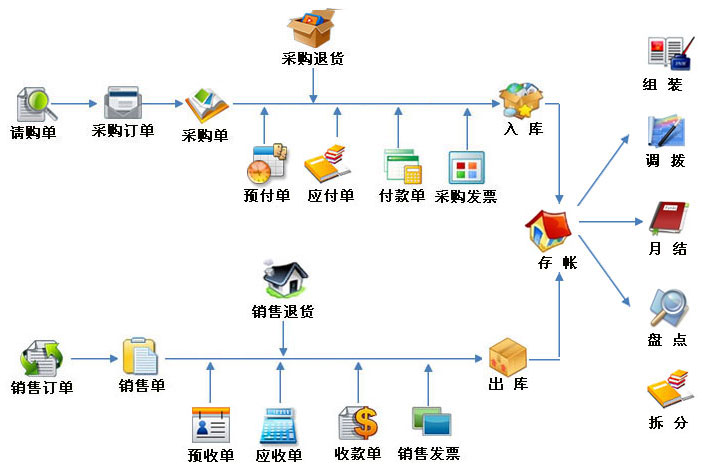 采购退货
组 装
请购单
采购订单
采购单
入 库
调 拨
预付单
应付单
付款单
采购发票
月 结
存 帐
销售退货
盘 点
销售订单
销售单
出 库
拆 分
预收单
应收单
收款单
销售发票